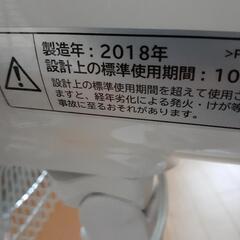 製造年：2018年
設計上の標準使用期間：10
設計上の標準使用期間を超えて使用さ
ますと、経年劣化による発火・けが等
事故に至るおそれがあります。